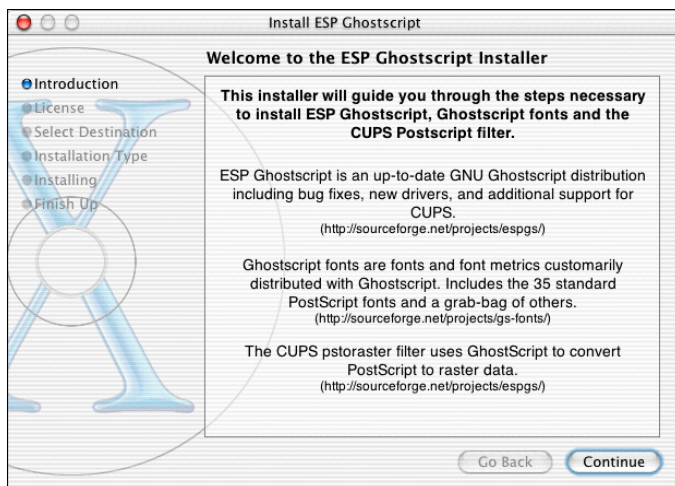 Install ESP Ghostscript
Welcome to the ESP Ghostscript Installer
Introduction
License
Select Destination
Installation Type
Installing
Finish Up
This installer will guide you through the steps necessary
to install ESP Ghostscript, Ghostscript fonts and the
CUPS Postscript filter.
ESP Ghostscript is an up-to-date GNU Ghostscript distribution
including bug fixes, new drivers, and additional support for
CUPS.
(http://sourceforge.net/projects/espgs/)
Ghostscript fonts are fonts and font metrics customarily
distributed with Ghostscript. Includes the 35 standard
PostScript fonts and a grab-bag of others.
(http://sourceforge.net/projects/gs-fonts/)
The CUPS pstoraster filter uses GhostScript to convert
PostScript to raster data.
(http://sourceforge.net/projects/espgs/)
Go Back
Continue